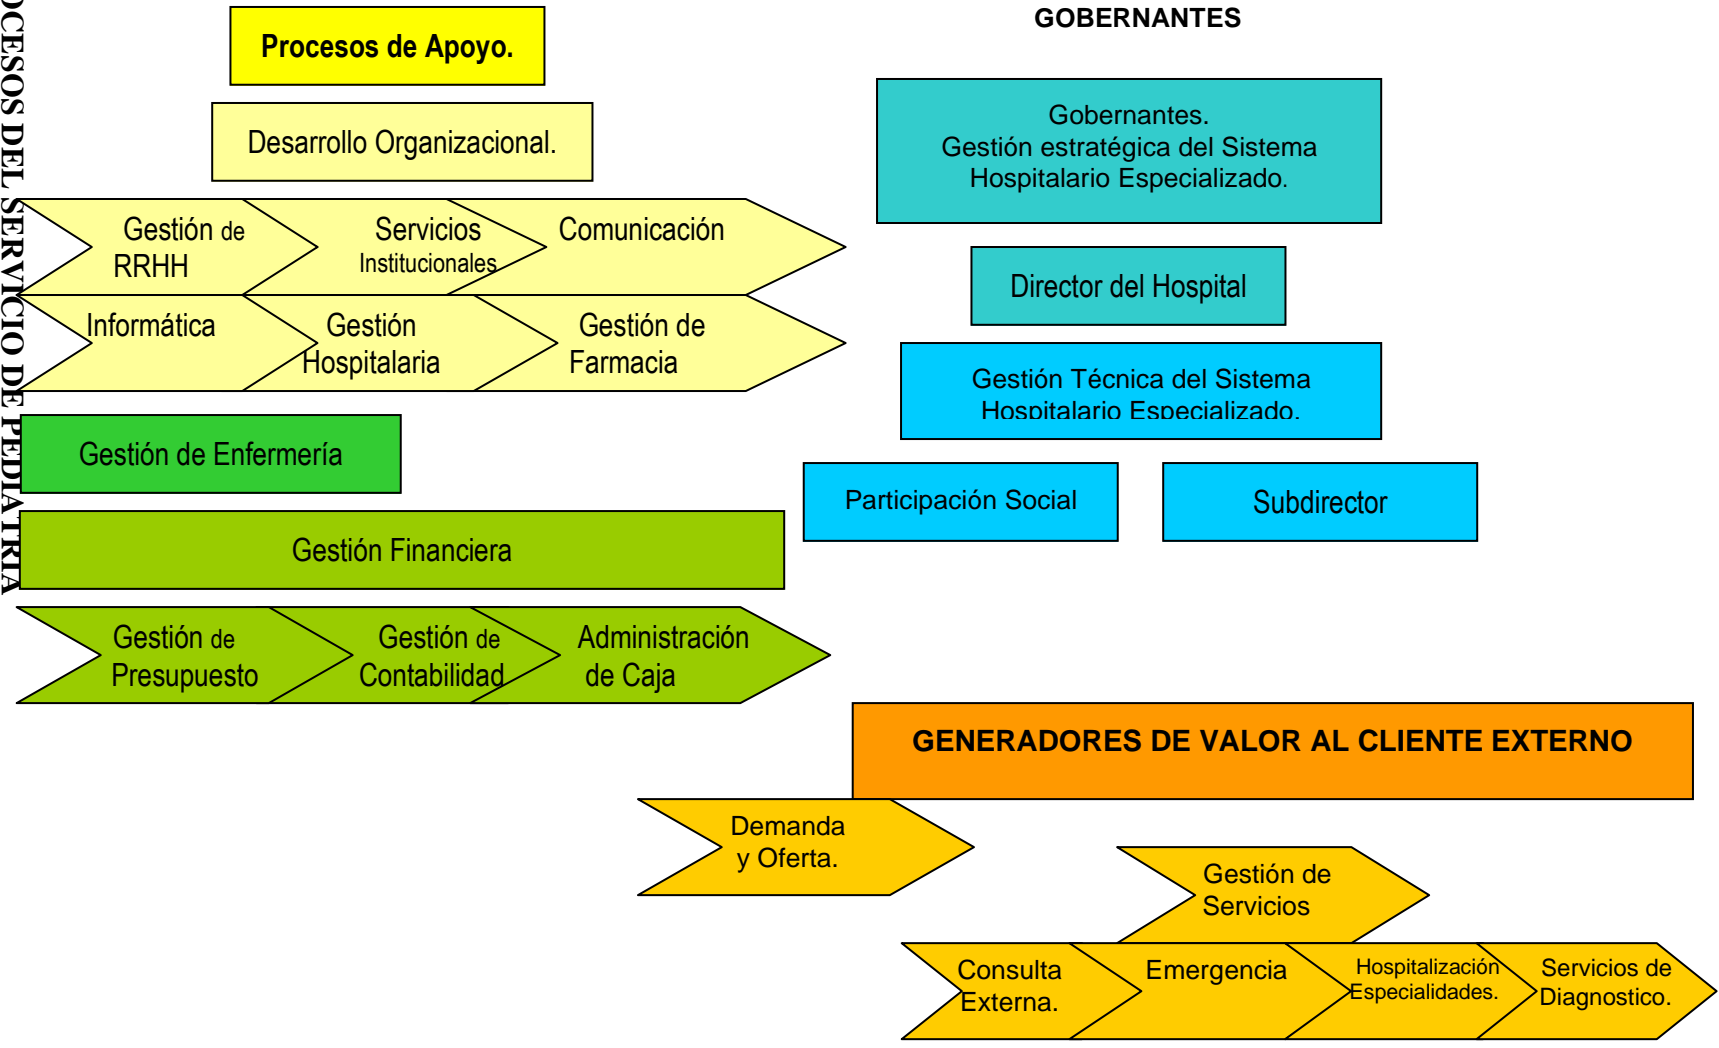 OCESOS DEL SERVICIO DE PEDIATRIA
Procesos de Apoyo.
Desarrollo Organizacional.
Gestión de
RRHH
Servicios
Institucionales
Comunicación
Informática
Gestión
Hospitalaria
Gestión de
Farmacia
Gestión de Enfermería
Gestión Financiera
Gestión de
Presupuesto
Gestión de
Contabilidad
Administración
de Caja
GOBERNANTES
Gobernantes.
Gestión estratégica del Sistema
Hospitalario Especializado.
Director del Hospital
Gestión Técnica del Sistema
Hospitalario Especializado.
Participación Social
Subdirector
GENERADORES DE VALOR AL CLIENTE EXTERNO
Demanda
y Oferta.
Gestión de
Servicios
Consulta
Externa.
Emergencia
Hospitalización
Especialidades.
Servicios de
Diagnostico.